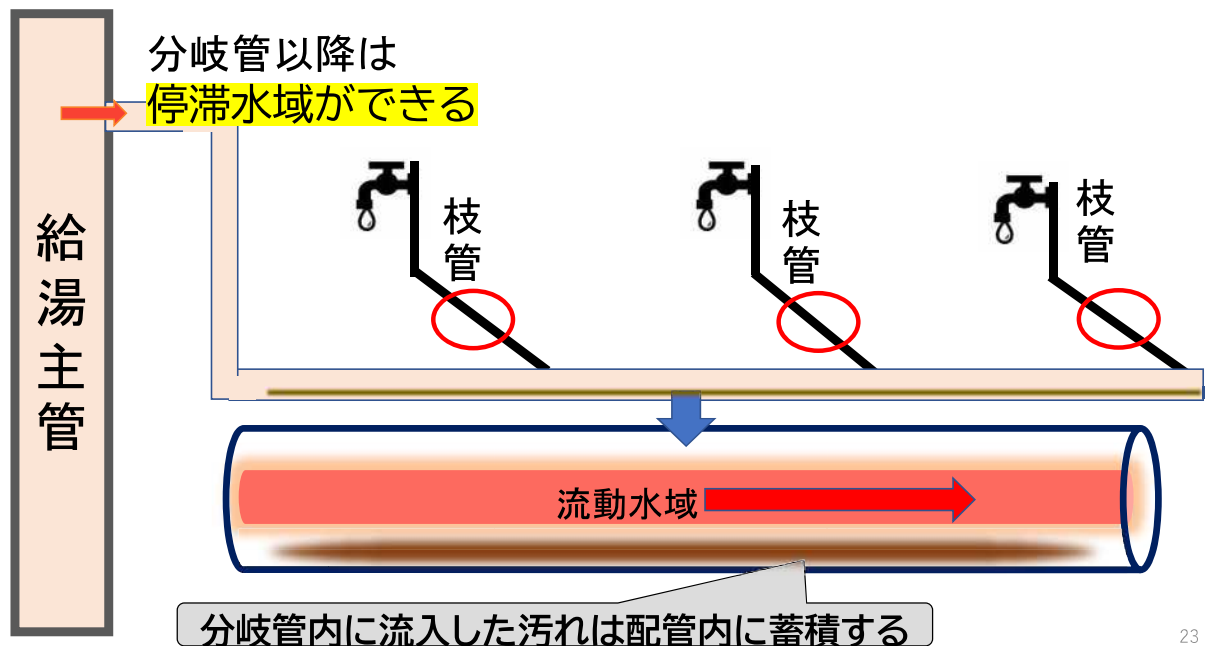 分岐管以降は
停滞水域ができる
給湯主管
枝管
枝管
枝管
流動水域
分岐管内に流入した汚れは配管内に蓄積する
23